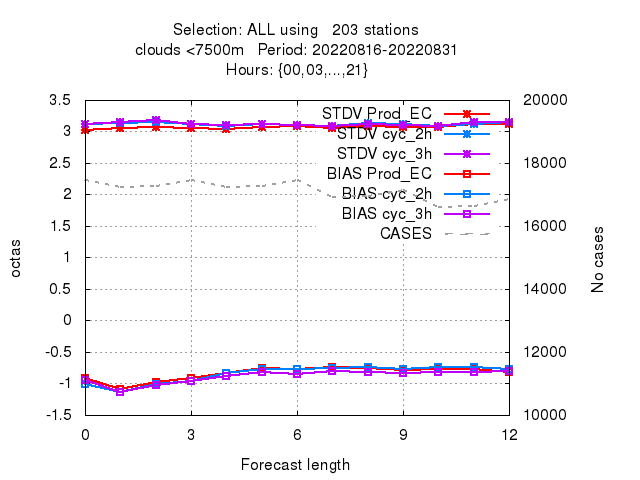 Selection: ALL using   203 stations
clouds <7500m   Period: 20220816-20220831
Hours: {00,03,...,21}
3.5
3
2.5
2
1.5
1
0.5
0
-0.5
-1
-1.5
octas
STDV Prod_EC
STDV cyc_2h
STDV cyc_3h
BIAS Prod_EC
BIAS cyc_2h
BIAS cyc_3h
CASES
20000
18000
16000
14000
12000
10000
No cases
0 3 6 9 12
Forecast length